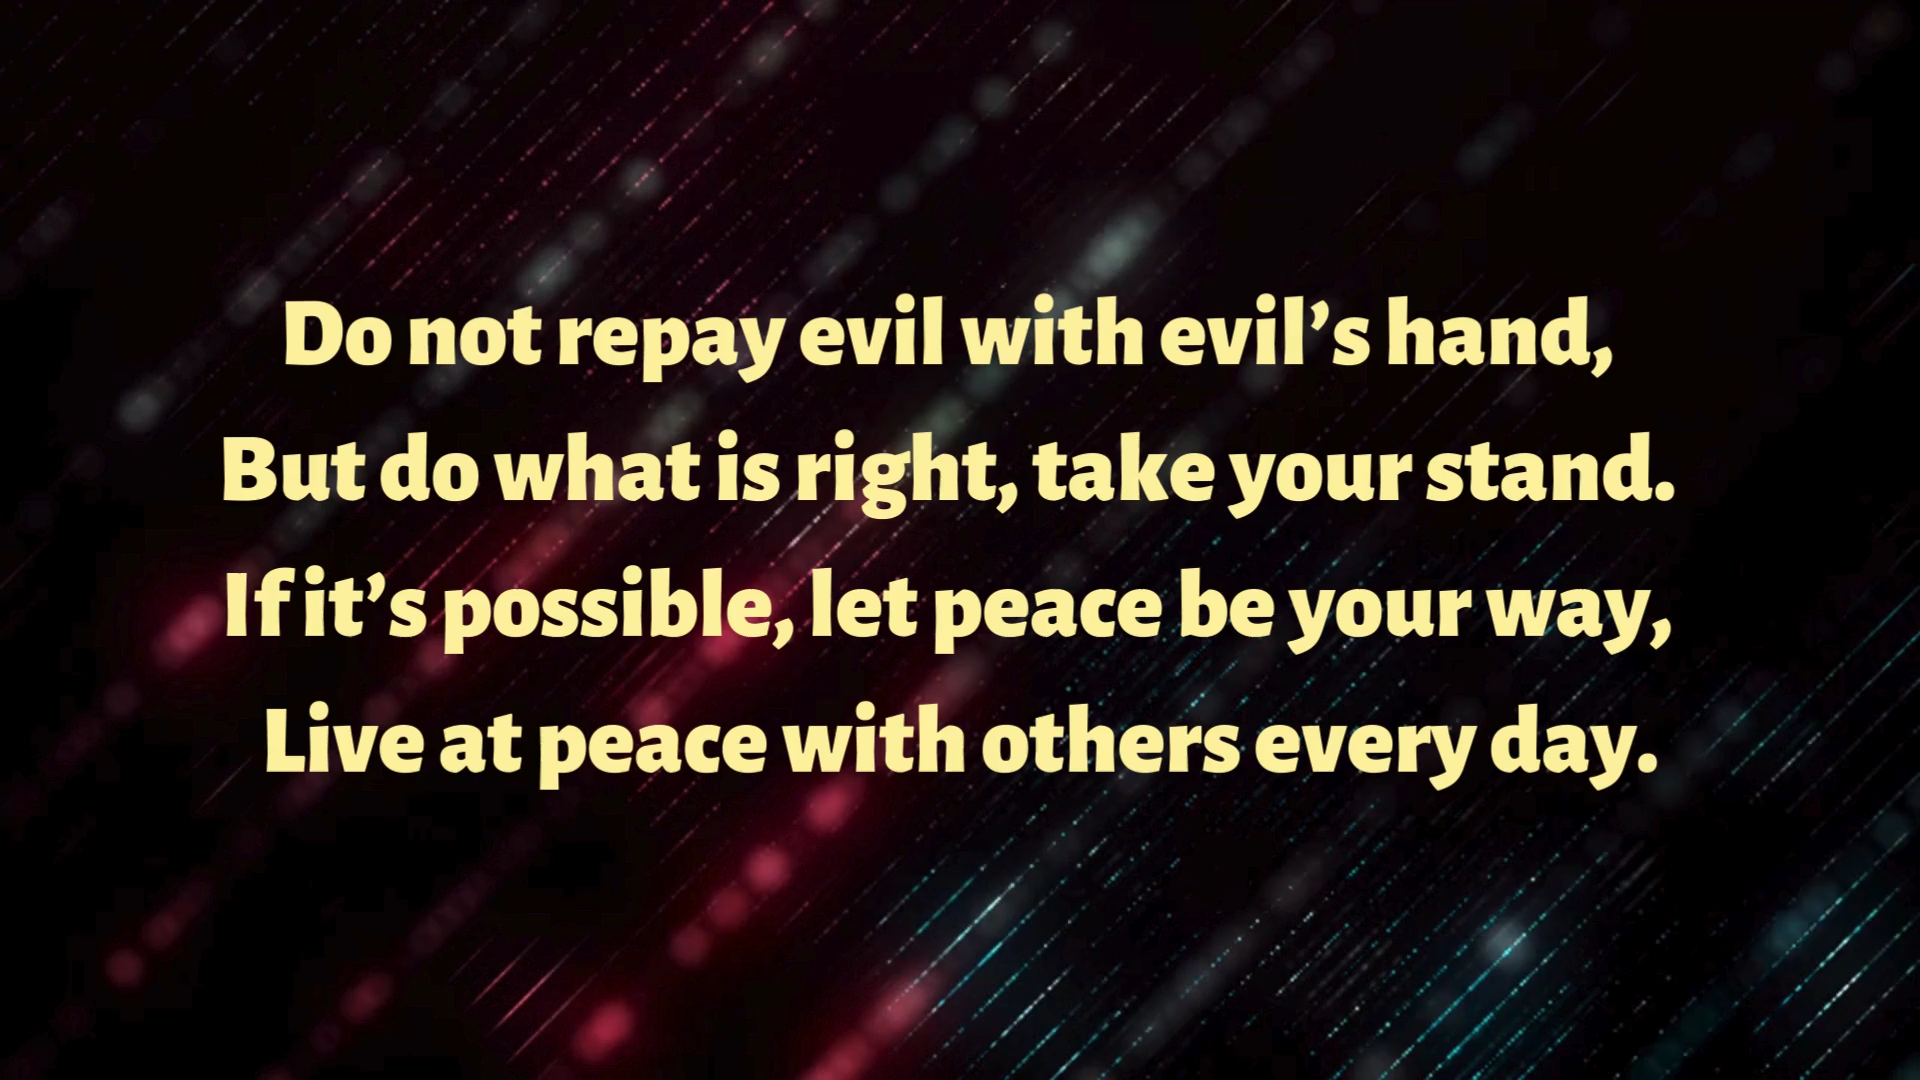 Do not repay evil with evil’s hand,
But do what is right, take your stand.
If it’s possible, let peace be your way,
Live at peace with others every day.